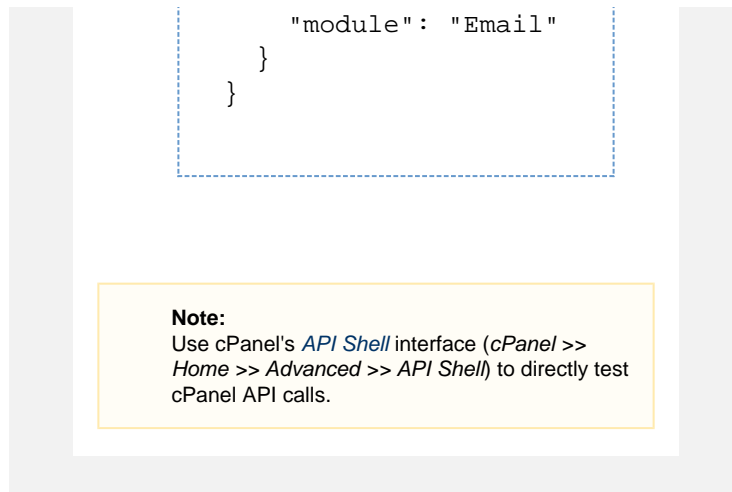 "module": "Email"
}
}
Note:
Use cPanel's API Shell interface (cPanel >>
Home >> Advanced >> API Shell) to directly test
cPanel API calls.